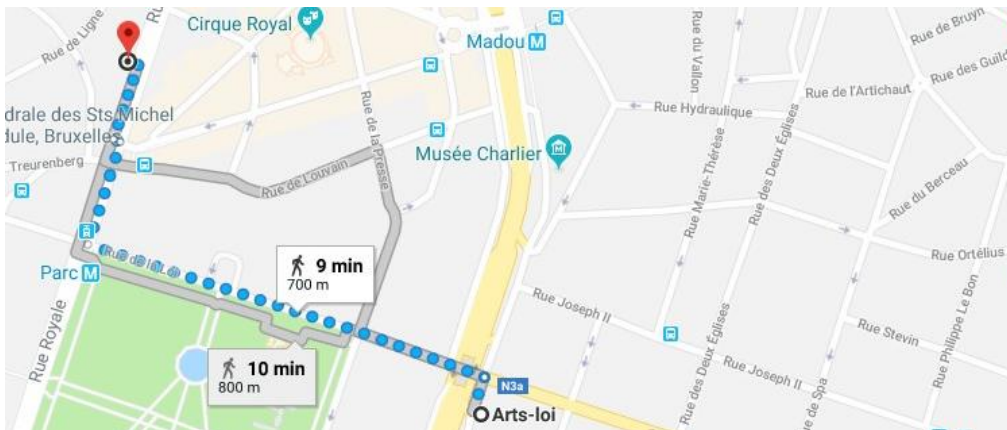 Rue de Ligne
Cirque Royal
Madou M
Rue du Vallon
Rue de Bruyn
Rue des Guild
Rue de l'Artichaut
Rue Hydraulique
drale des Sts Michel
dule, Bruxelles
Treurenberg
Rue de la Presse
Rue de Louvain
Musée Charlier
Rue Marie-Thérèse
Rue des Deux Églises
Rue du Berceau
Rue Ortélius
Parc M
Rue de la Loi
9 min
700 m
Rue Joseph II
Rue Stevin
Rue Philippe Le Bon
Rue Royale
10 min
800 m
N3a
Arts-loi
Rue des Deux Églises
Rue Joseph II
e de Spa